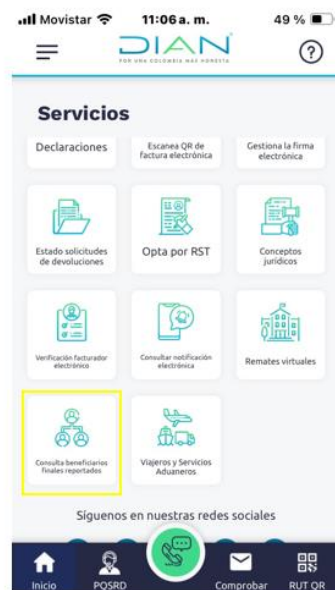 Movistar 11:06 a. m. 49 %
DIAN
POR UNA COLOMBIA MÁS HONESTA
?
Servicios
Declaraciones
Escanea QR de
factura electrónica
Gestiona la firma
electrónica
Estado solicitudes
de devoluciones
Opta por RST
Conceptos
jurídicos
Verificación facturador
electrónico
Consultar notificación
electrónica
Remates virtuales
Consulta beneficiarios
finales reportados
Viajeros y Servicios
Aduaneros
Síguenos en nuestras redes sociales
Inicio
PQSRD
Comprobar
RUT QR